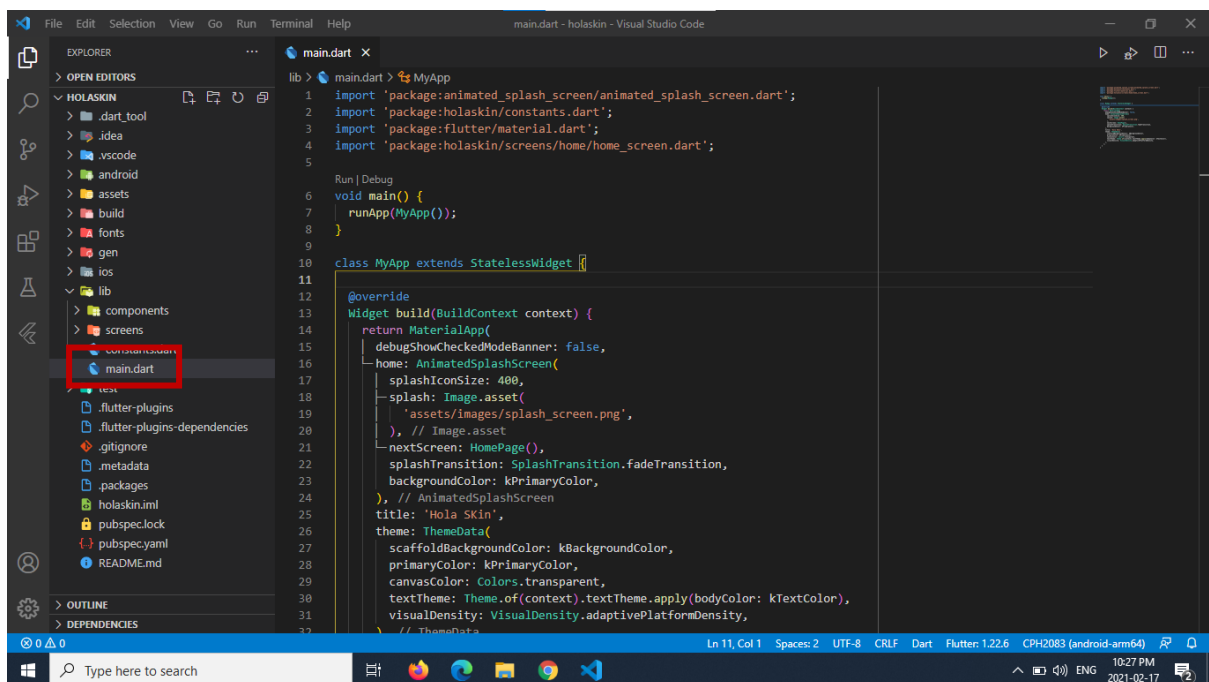 File Edit Selection View Go Run Terminal Help main.dart - holaskin - Visual Studio Code
EXPLORER
OPEN EDITORS
HOLASKIN
.dart_tool
.idea
.vscode
android
assets
build
fonts
gen
ios
lib
components
screens
constants.dart
main.dart
test
.flutter-plugins
.flutter-plugins-dependencies
.gitignore
.metadata
.packages
holaskin.iml
pubspec.lock
pubspec.yaml
README.md
OUTLINE
DEPENDENCIES
main.dart
lib > main.dart > MyApp
1 import 'package:animated_splash_screen/animated_splash_screen.dart';
2 import 'package:holaskin/constants.dart';
3 import 'package:flutter/material.dart';
4 import 'package:holaskin/screens/home/home_screen.dart';
5
Run | Debug
6 void main() {
7 runApp(MyApp());
8 }
9
10 class MyApp extends StatelessWidget {
11
12 @override
13 Widget build(BuildContext context) {
14 return MaterialApp(
15 debugShowCheckedModeBanner: false,
16 home: AnimatedSplashScreen(
17 splashIconSize: 400,
18 splash: Image.asset(
19 'assets/images/splash_screen.png',
20 ), // Image.asset
21 nextScreen: HomePage(),
22 splashTransition: SplashTransition.fadeTransition,
23 backgroundColor: kPrimaryColor,
24 ), // AnimatedSplashScreen
25 title: 'Hola SKin',
26 theme: ThemeData(
27 scaffoldBackgroundColor: kBackgroundColor,
28 primaryColor: kPrimaryColor,
29 canvasColor: Colors.transparent,
30 textTheme: Theme.of(context).textTheme.apply(bodyColor: kTextColor),
31 visualDensity: VisualDensity.adaptivePlatformDensity,
32 ), // ThemeData
0 0 Ln 11, Col 1 Spaces: 2 UTF-8 CRLF Dart Flutter: 1.22.6 CPH2083 (android-arm64)
Type here to search
ENG 10:27 PM
2021-02-17
2